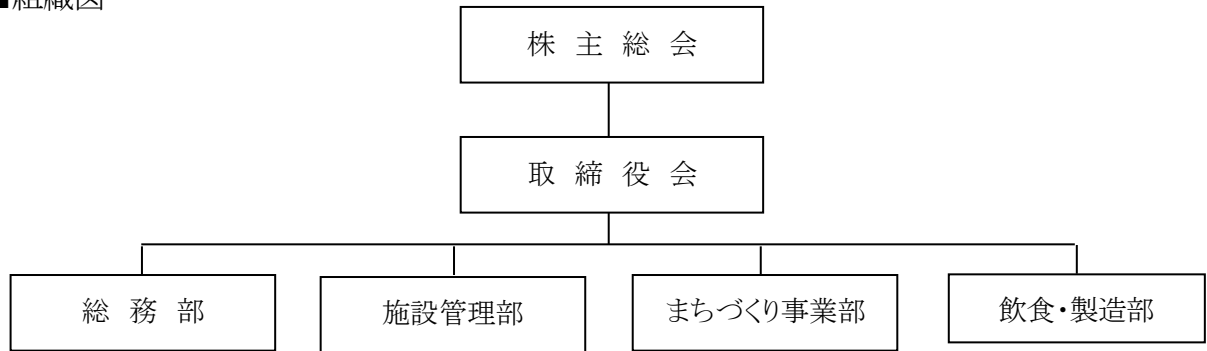 ■組織図
株 主 総 会
取 締 役 会
総 務 部
施設管理部
まちづくり事業部
飲食・製造部